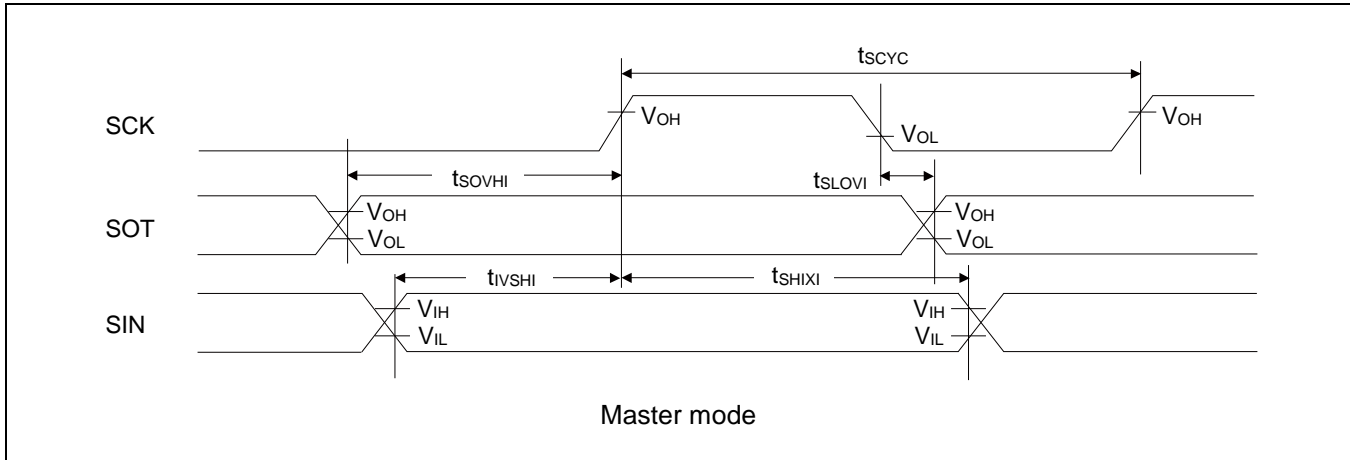 tSCYC
SCK
VOH
VOL
VOH
tSOVHI
tSLOVI
SOT
VOH
VOL
VOH
VOL
tIVSHI
tSHIXI
SIN
VIH
VIL
VIH
VIL
Master mode